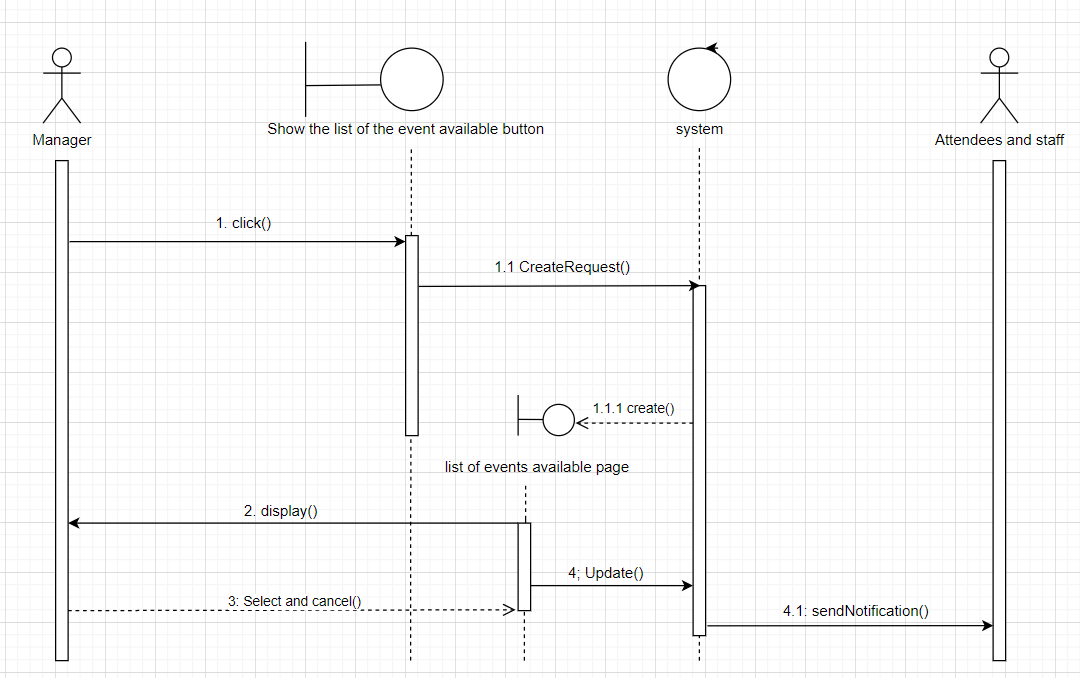 Manager
Show the list of the event available button
system
Attendees and staff
1. click()
1.1 CreateRequest()
1.1.1 create()
list of events available page
2. display()
4; Update()
3: Select and cancel()
4.1: sendNotification()